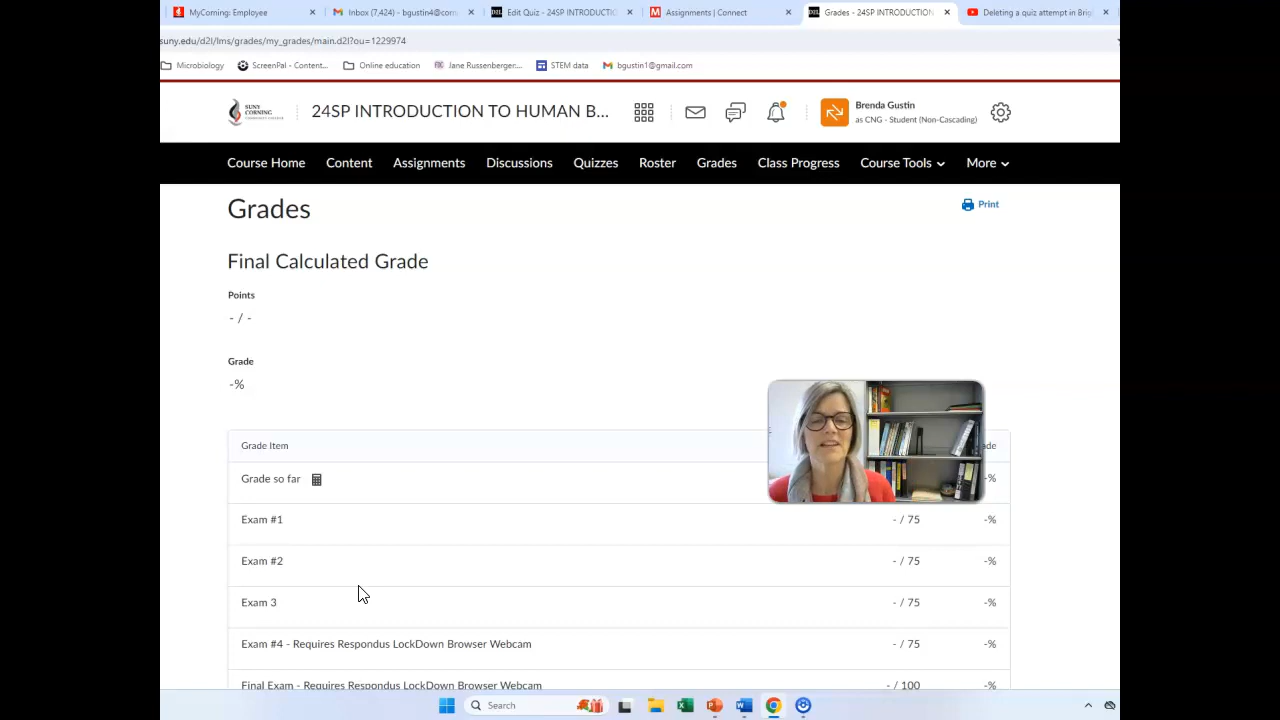 MyCorning: Employee
Inbox (7,424) - bgustin4@com
Edit Quiz - 24SP INTRODUCTIO
Assignments | Connect
Grades - 24SP INTRODUCTION
Deleting a quiz attempt in Brig
suny.edu/d2l/lms/grades/my_grades/main.d2l?ou=1229974
Microbiology
ScreenPal - Content...
Online education
Jane Russenberger:...
STEM data
bgustin1@gmail.com
SUNY CORNING
24SP INTRODUCTION TO HUMAN B...
Brenda Gustin
as CNG - Student (Non-Cascading)
Course Home Content Assignments Discussions Quizzes Roster Grades Class Progress Course Tools More
Grades
Print
Final Calculated Grade
Points
- / -
Grade
-%
Grade Item
Grade so far -%
Exam #1 - / 75 -%
Exam #2 - / 75 -%
Exam 3 - / 75 -%
Exam #4 - Requires Respondus LockDown Browser Webcam - / 75 -%
Final Exam - Requires Respondus LockDown Browser Webcam - / 100 -%
Search